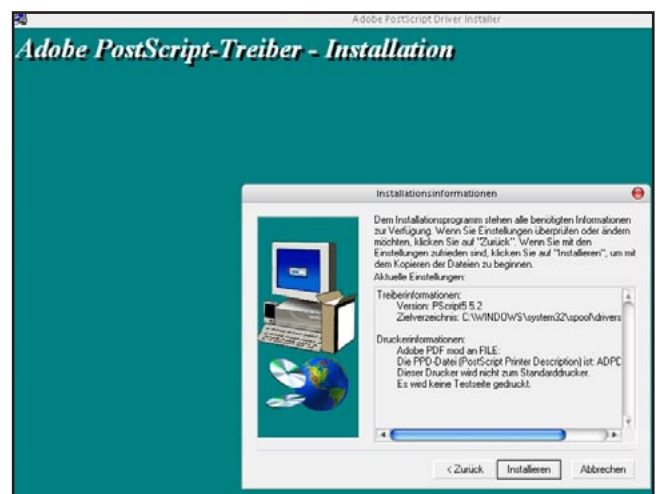 Adobe PostScript Driver Installer
Adobe PostScript-Treiber - Installation
Installationsinformationen
Dem Installationsprogramm stehen alle benötigten Informationen
zur Verfügung. Wenn Sie Einstellungen überprüfen oder ändern
möchten, klicken Sie auf "Zurück". Wenn Sie mit den
Einstellungen zufrieden sind, klicken Sie auf "Installieren", um mit
dem Kopieren der Dateien zu beginnen.
Aktuelle Einstellungen:
Treiberinformationen:
Version: PScript5 5.2
Zielverzeichnis: C:\WINDOWS\system32\spool\drivers
Druckerinformationen:
Adobe PDF mod an FILE:
Die PPD-Datei (PostScript Printer Description) ist: ADPD
Dieser Drucker wird nicht zum Standarddrucker.
Es wird keine Testseite gedruckt.
< Zurück
Installieren
Abbrechen